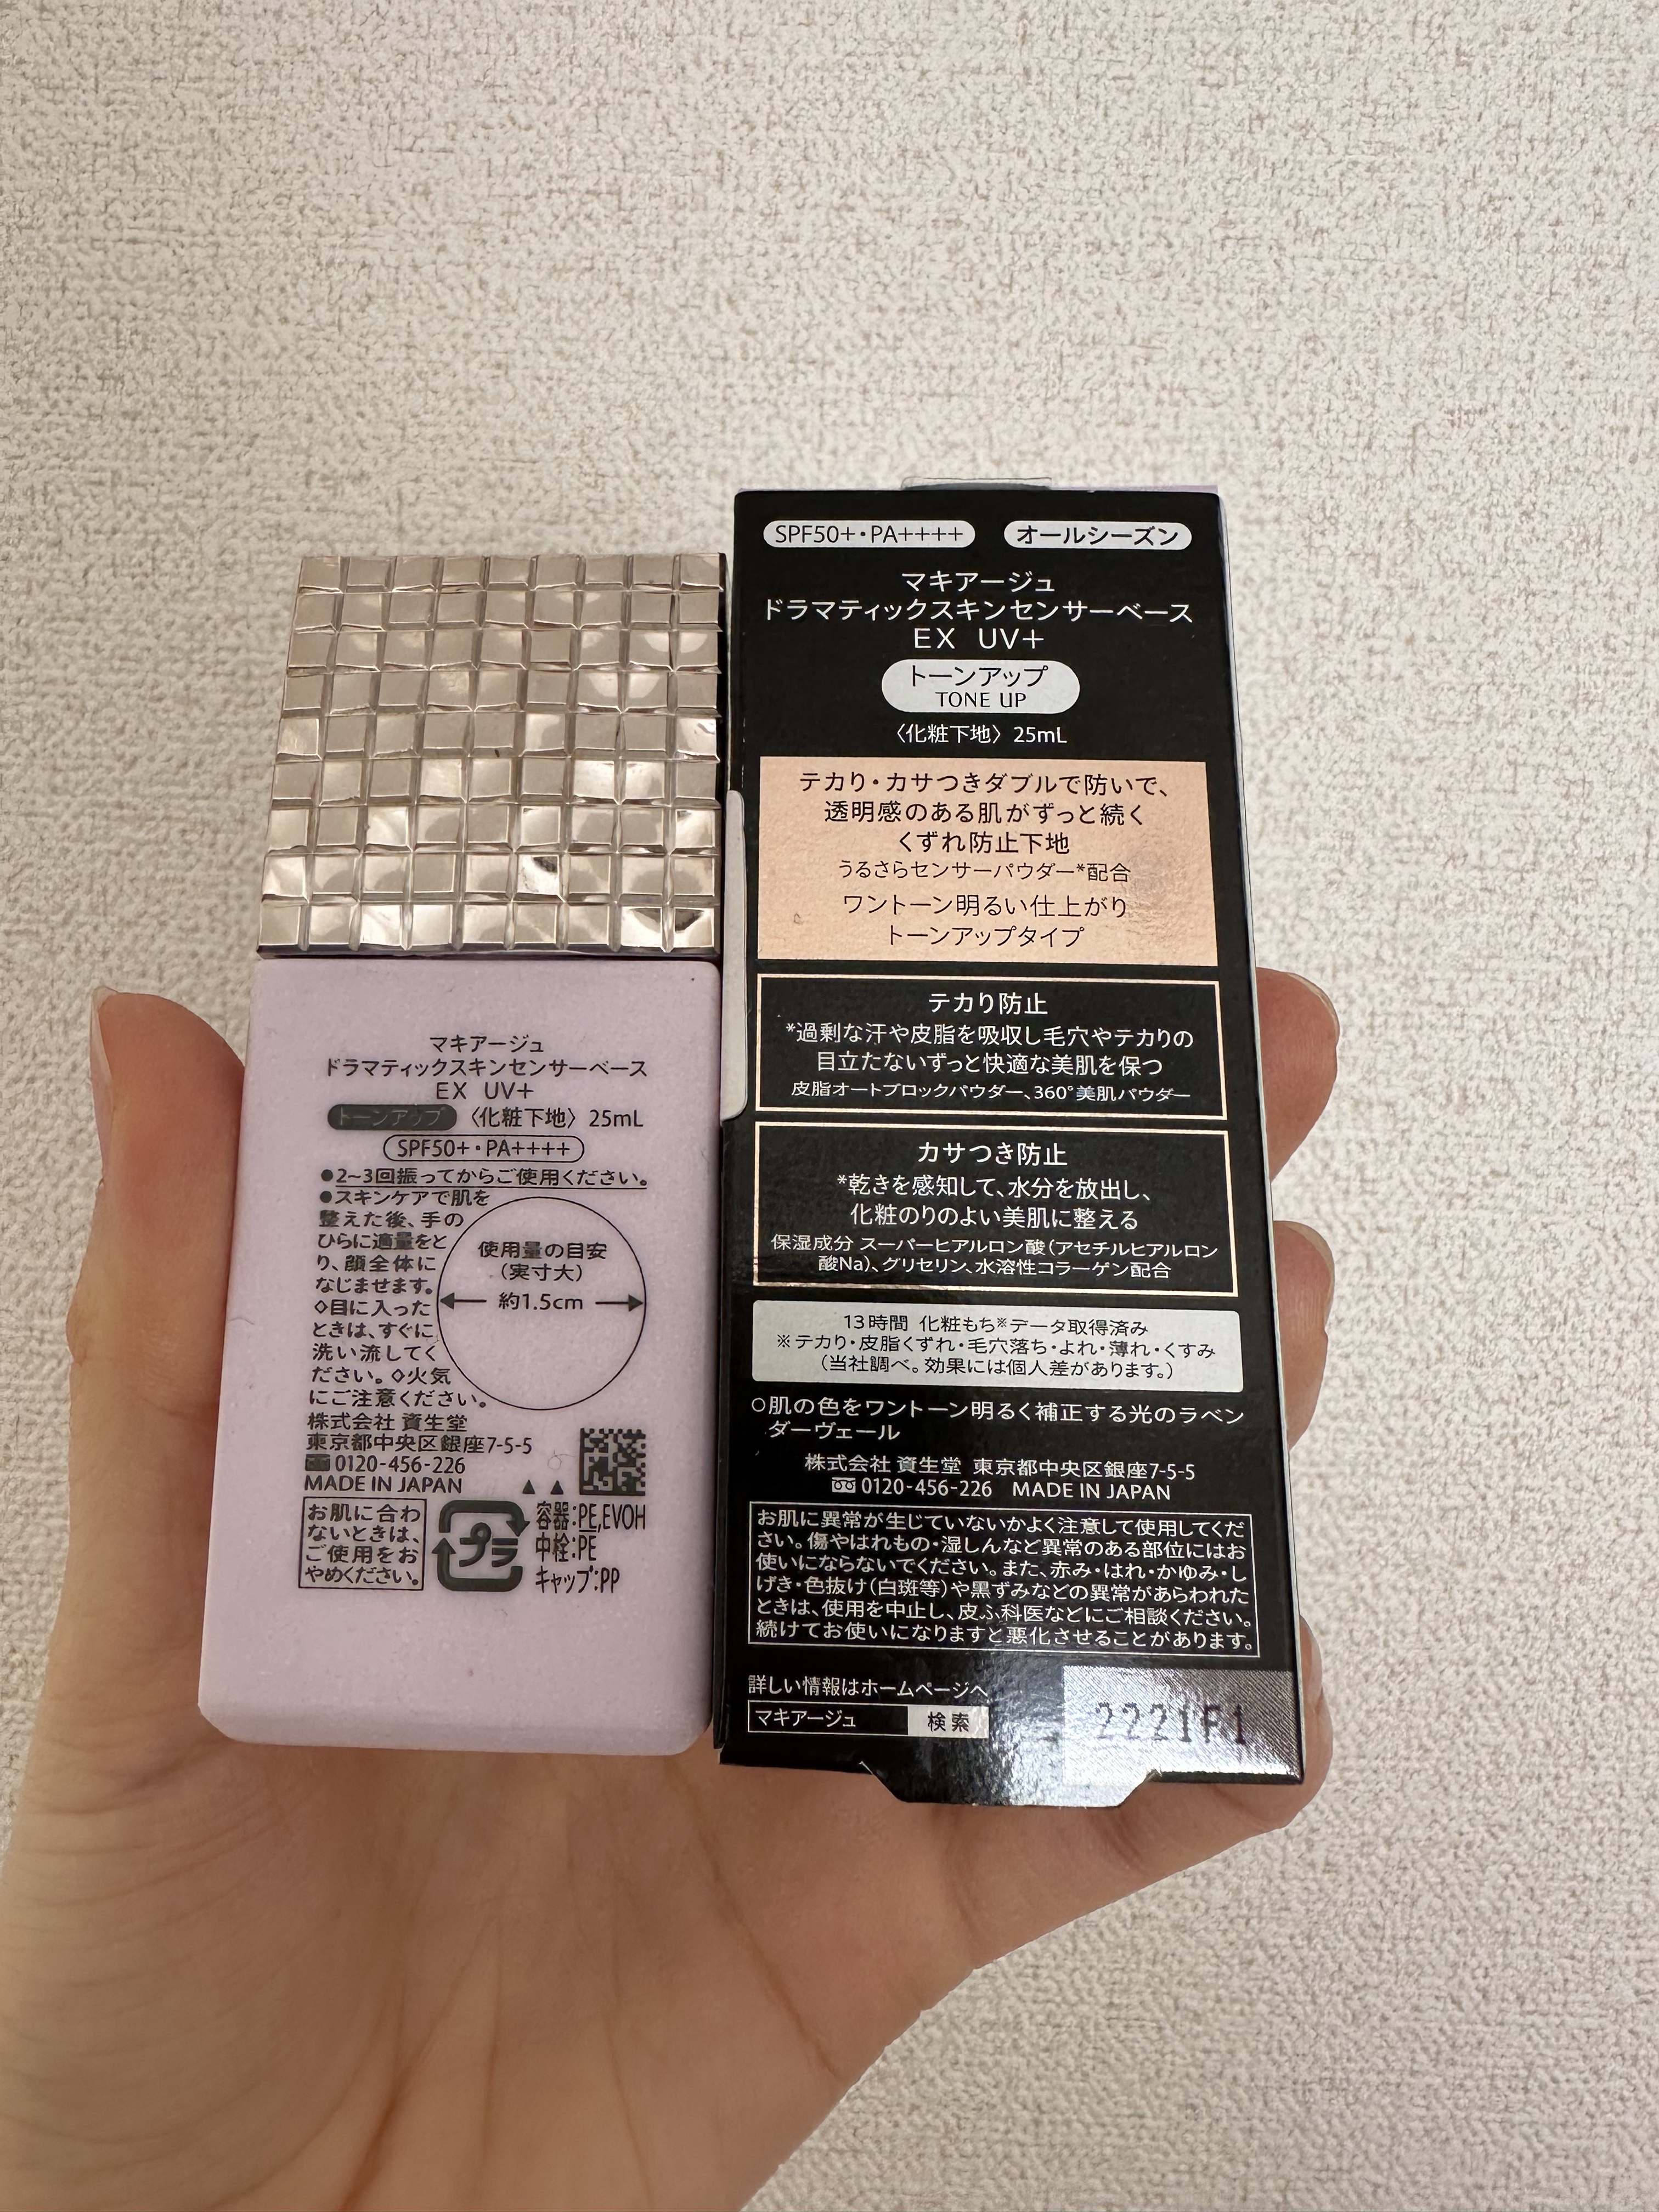 マキアージュ
ドラマティックスキンセンサーベース
EX UV+
トーンアップ 〈化粧下地〉 25mL
SPF50+・PA++++
●2~3回振ってからご使用ください。
●スキンケアで肌を
整えた後、手の
ひらに適量をと
り、顔全体に
なじませます。
◇目に入った
ときは、すぐに
洗い流してく
ださい。◇火気
にご注意ください。
使用量の目安
（実寸大）
約1.5cm
株式会社 資生堂
東京都中央区銀座7-5-5
0120-456-226
MADE IN JAPAN
お肌に合わ
ないときは、
ご使用をお
やめください。
プラ
容器:PE,EVOH
中栓:PE
キャップ:PP
SPF50+・PA++++ オールシーズン
マキアージュ
ドラマティックスキンセンサーベース
EX UV+
トーンアップ
TONE UP
〈化粧下地〉 25mL
テカり・カサつきダブルで防いで、
透明感のある肌がずっと続く
くずれ防止下地
うるさらセンサーパウダー*配合
ワントーン明るい仕上がり
トーンアップタイプ
テカり防止
*過剰な汗や皮脂を吸収し毛穴やテカりの
目立たないずっと快適な美肌を保つ
皮脂オートブロックパウダー、360°美肌パウダー
カサつき防止
*乾きを感知して、水分を放出し、
化粧のりのよい美肌に整える
保湿成分 スーパーヒアルロン酸（アセチルヒアルロン
酸Na）、グリセリン、水溶性コラーゲン配合
13時間 化粧もち※データ取得済み
※テカり・皮脂くずれ・毛穴落ち・よれ・薄れ・くすみ
（当社調べ。効果には個人差があります。）
○肌の色をワントーン明るく補正する光のラベン
ダーヴェール
株式会社 資生堂 東京都中央区銀座7-5-5
0120-456-226 MADE IN JAPAN
お肌に異常が生じていないかよく注意して使用してくだ
さい。傷やはれもの・湿しんなど異常のある部位にはお
使いにならないでください。また、赤み・はれ・かゆみ・し
げき・色抜け（白斑等）や黒ずみなどの異常があらわれた
ときは、使用を中止し、皮ふ科医などにご相談ください。
続けてお使いになりますと悪化させることがあります。
詳しい情報はホームページへ
マキアージュ 検索
2221F1